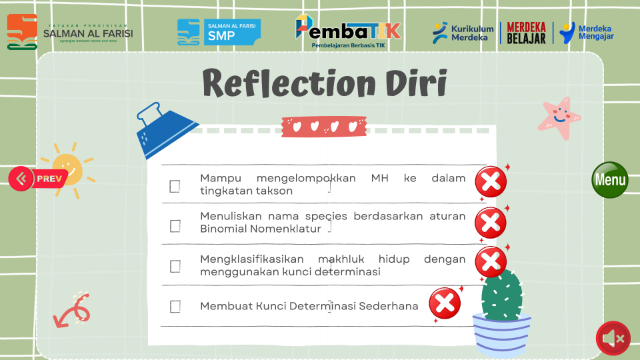 YAYASAN PENDIDIKAN
SALMAN AL FARISI
SALMAN AL FARISI
SMP
PembaTIK
Pembelajaran Berbasis TIK
Kurikulum
Merdeka
MERDEKA
BELAJAR
Merdeka
Mengajar
Reflection Diri
PREV
Menu
Mampu mengelompokkan MH ke dalam
tingkatan takson
Menuliskan nama species berdasarkan aturan
Binomial Nomenklatur
Mengklasifikasikan makhluk hidup dengan
menggunakan kunci determinasi
Membuat Kunci Determinasi Sederhana